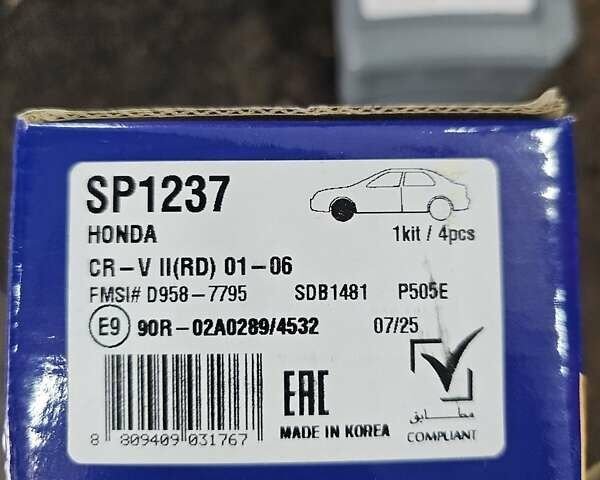 SP1237
HONDA
1kit / 4pcs
CR-V II(RD) 01-06
FMSI# D958-7795 SDB1481 P505E
E9 90R-02A0289/4532 07/25
EAC
مطابق
8 809409 031767
MADE IN KOREA
COMPLIANT